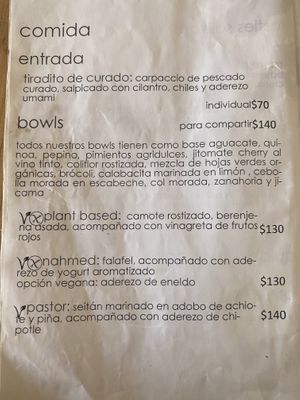 comida
entrada
tiradito de curado: carpaccio de pescado
curado, salpicado con cilantro, chiles y aderezo
umami
individual $70
bowls para compartir $140
todos nuestros bowls tienen como base aguacate, qui-
noa, pepino, pimientos agridulces, jitomate cherry al
vino tinto, coliflor rostizada, mezcla de hojas verdes or-
gánicas, brócoli, calabacita marinada en limón , cebo-
lla morada en escabeche, col morada, zanahoria y jí-
cama
plant based: camote rostizado, berenje-
na asada, acompañado con vinagreta de frutos $130
rojos
nahmed: falafel, acompañado con ade-
rezo de yogurt aromatizado
opción vegana: aderezo de eneldo $130
pastor: seitán marinado en adobo de achio-
te y piña, acompañado con aderezo de chi- $140
potle